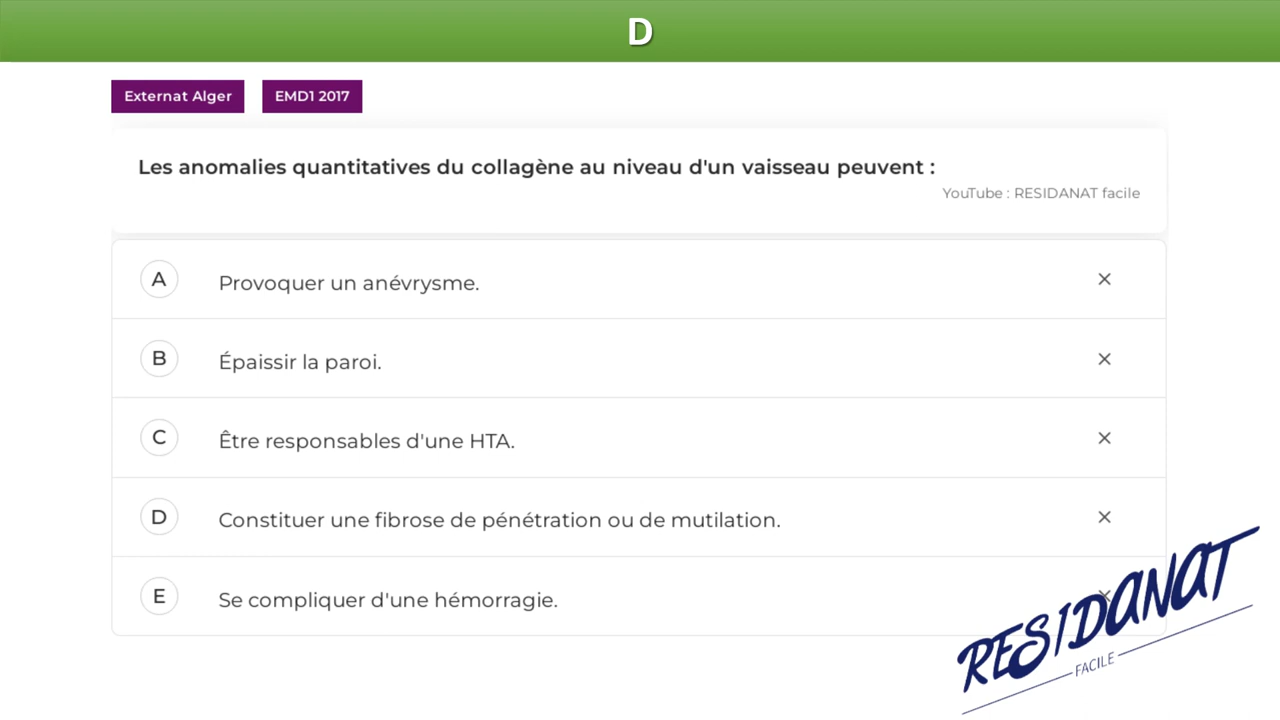 D
Externat Alger EMD1 2017
Les anomalies quantitatives du collagène au niveau d'un vaisseau peuvent :
YouTube : RESIDANAT facile
A Provoquer un anévrysme. ×
B Épaissir la paroi. ×
C Être responsables d'une HTA. ×
D Constituer une fibrose de pénétration ou de mutilation. ×
E Se compliquer d'une hémorragie. ×
RESIDANAT
FACILE